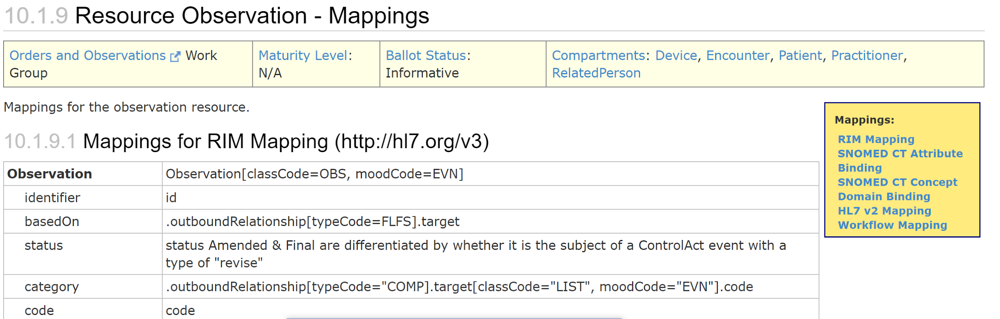 10.1.9 Resource Observation - Mappings
Orders and Observations Work
Group
Maturity Level:
N/A
Ballot Status:
Informative
Compartments: Device, Encounter, Patient, Practitioner,
RelatedPerson
Mappings for the observation resource.
10.1.9.1 Mappings for RIM Mapping (http://hl7.org/v3)
Observation Observation[classCode=OBS, moodCode=EVN]
identifier id
basedOn .outboundRelationship[typeCode=FLFS].target
status status Amended & Final are differentiated by whether it is the subject of a ControlAct event with a
type of "revise"
category .outboundRelationship[typeCode="COMP].target[classCode="LIST", moodCode="EVN"].code
code code
Mappings:
RIM Mapping
SNOMED CT Attribute
Binding
SNOMED CT Concept
Domain Binding
HL7 v2 Mapping
Workflow Mapping